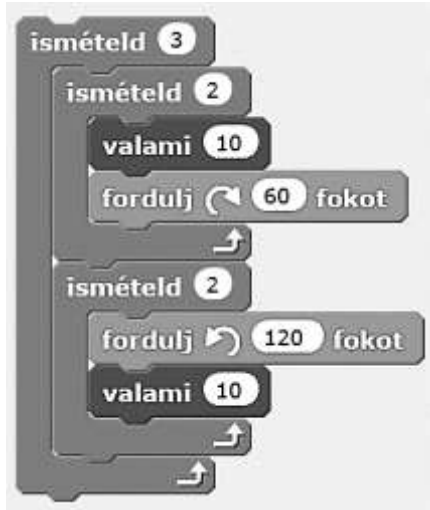 ismételd 3
ismételd 2
valami 10
fordulj 60 fokot
ismételd 2
fordulj 120 fokot
valami 10